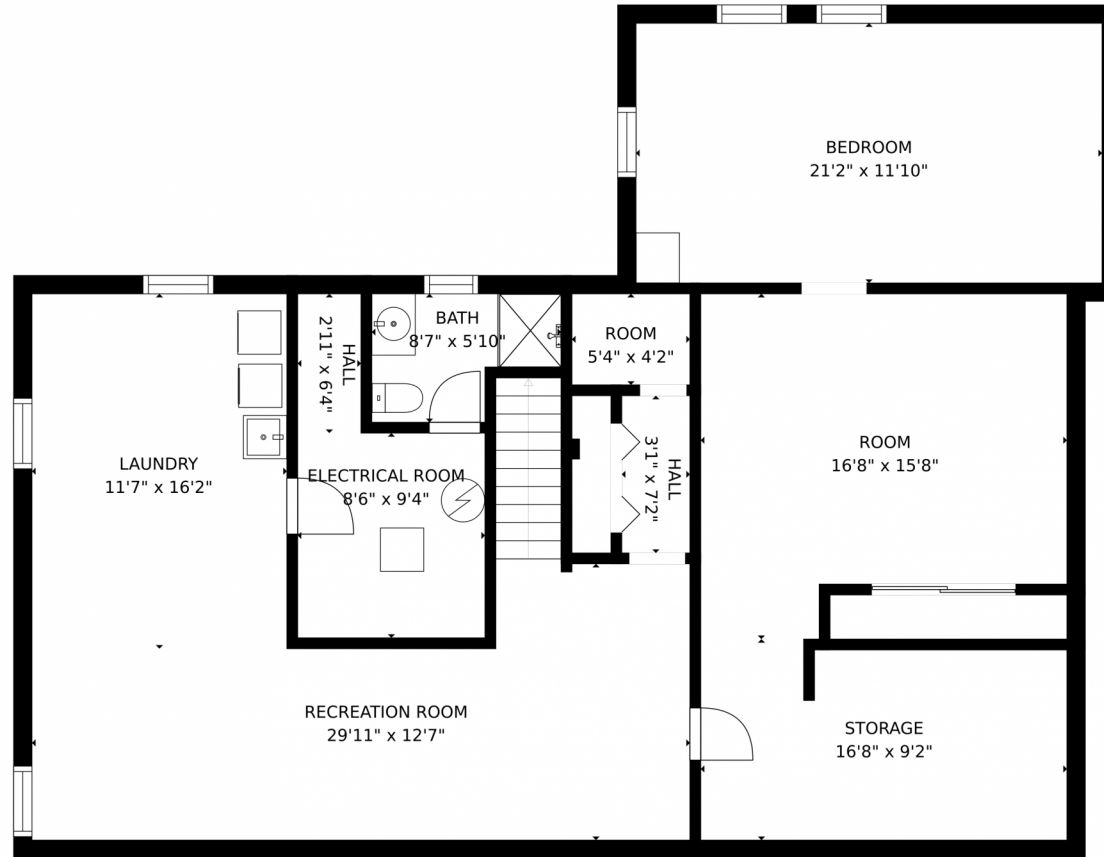 BEDROOM
21'2" x 11'10"
BATH
8'7" x 5'10"
HALL
2'11" x 6'4"
ROOM
5'4" x 4'2"
ROOM
16'8" x 15'8"
HALL
3'1" x 7'2"
LAUNDRY
11'7" x 16'2"
ELECTRICAL ROOM
8'6" x 9'4"
RECREATION ROOM
29'11" x 12'7"
STORAGE
16'8" x 9'2"